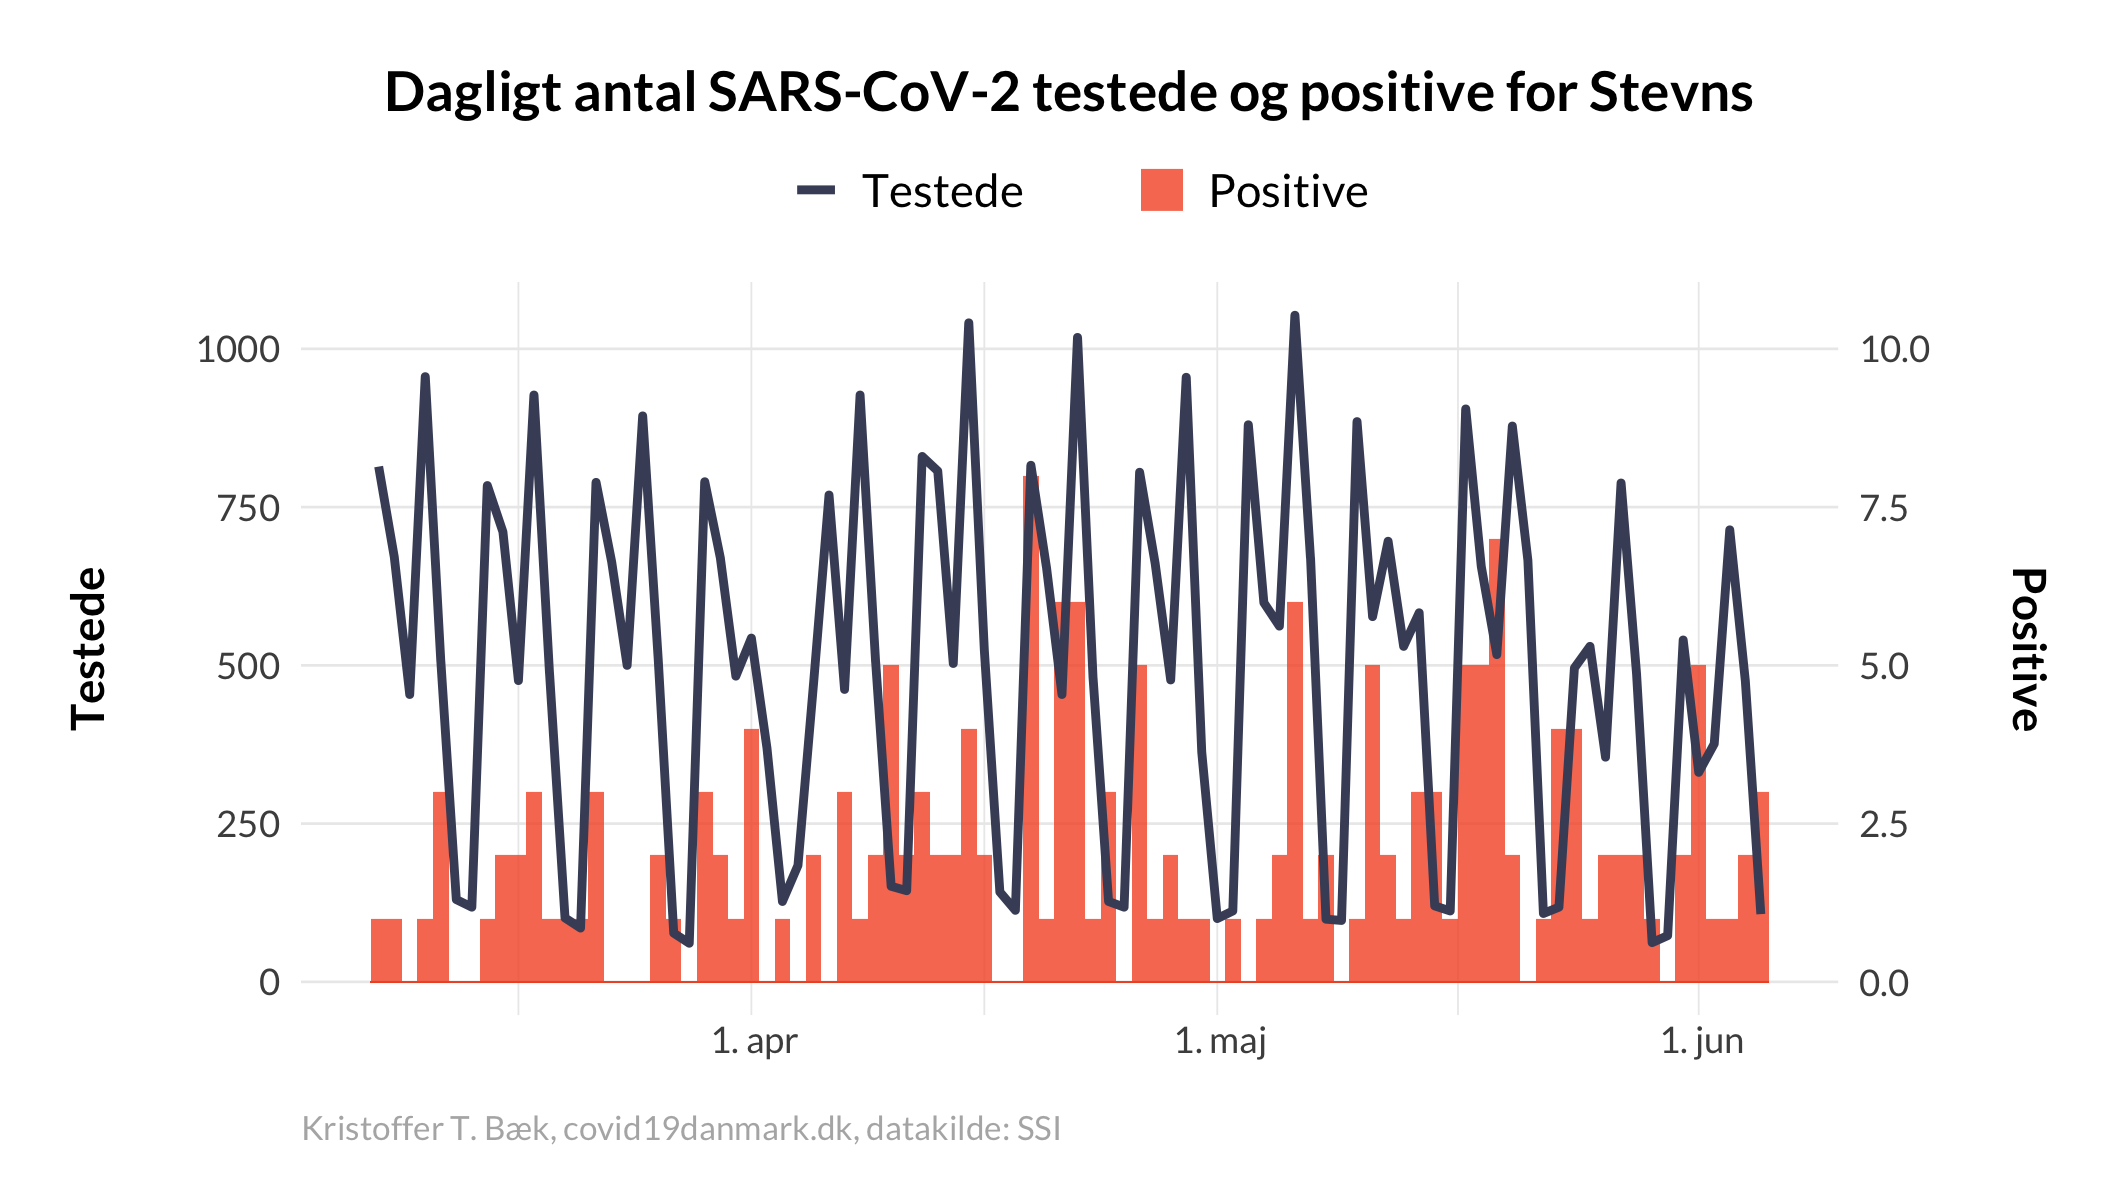 Dagligt antal SARS-CoV-2 testede og positive for Stevns
Testede Positive
1000 10.0
750 7.5
500 5.0
250 2.5
0 0.0
Testede
Positive
1. apr 1. maj 1. jun
Kristoffer T. Bæk, covid19danmark.dk, datakilde: SSI